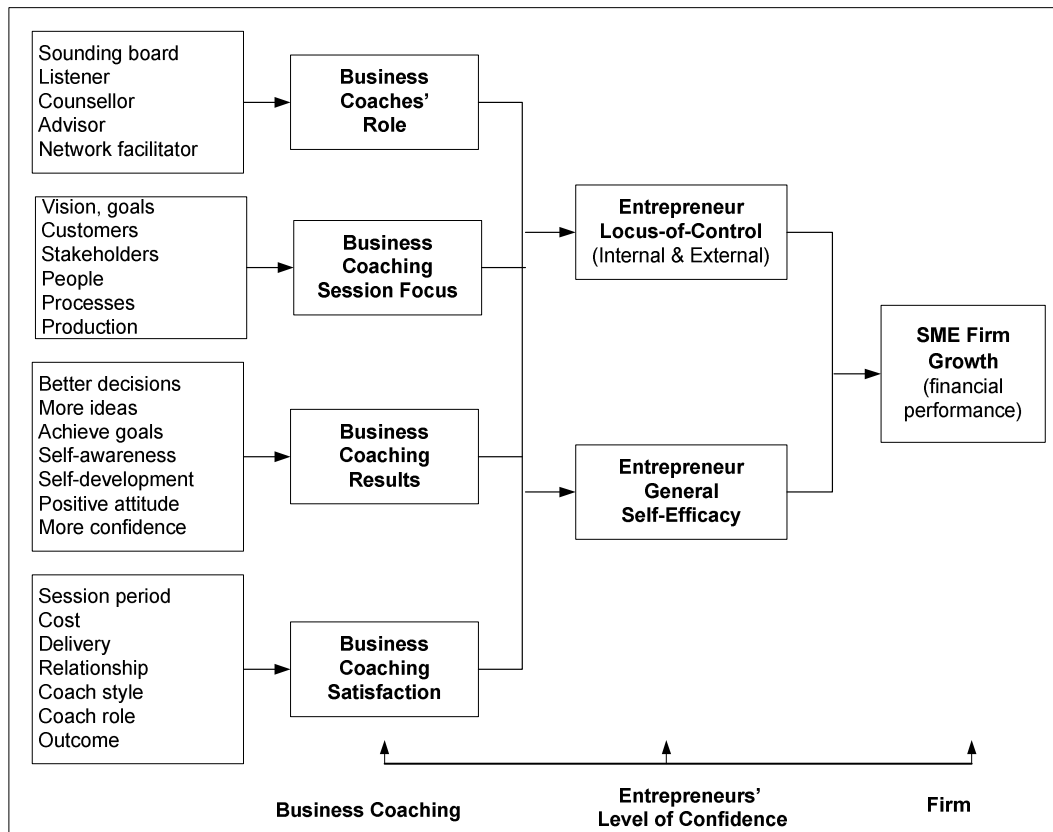 Sounding board
Listener
Counsellor
Advisor
Network facilitator
Business
Coaches'
Role
Vision, goals
Customers
Stakeholders
People
Processes
Production
Business
Coaching
Session Focus
Better decisions
More ideas
Achieve goals
Self-awareness
Self-development
Positive attitude
More confidence
Business
Coaching
Results
Session period
Cost
Delivery
Relationship
Coach style
Coach role
Outcome
Business
Coaching
Satisfaction
Entrepreneur
Locus-of-Control
(Internal & External)
Entrepreneur
General
Self-Efficacy
SME Firm
Growth
(financial
performance)
Business Coaching
Entrepreneurs'
Level of Confidence
Firm